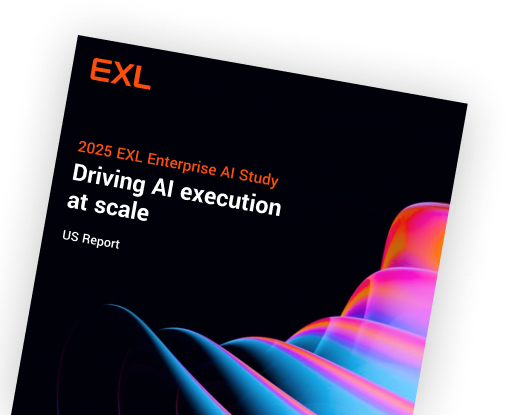 EXL
2025 EXL Enterprise AI Study
Driving AI execution
at scale
US Report